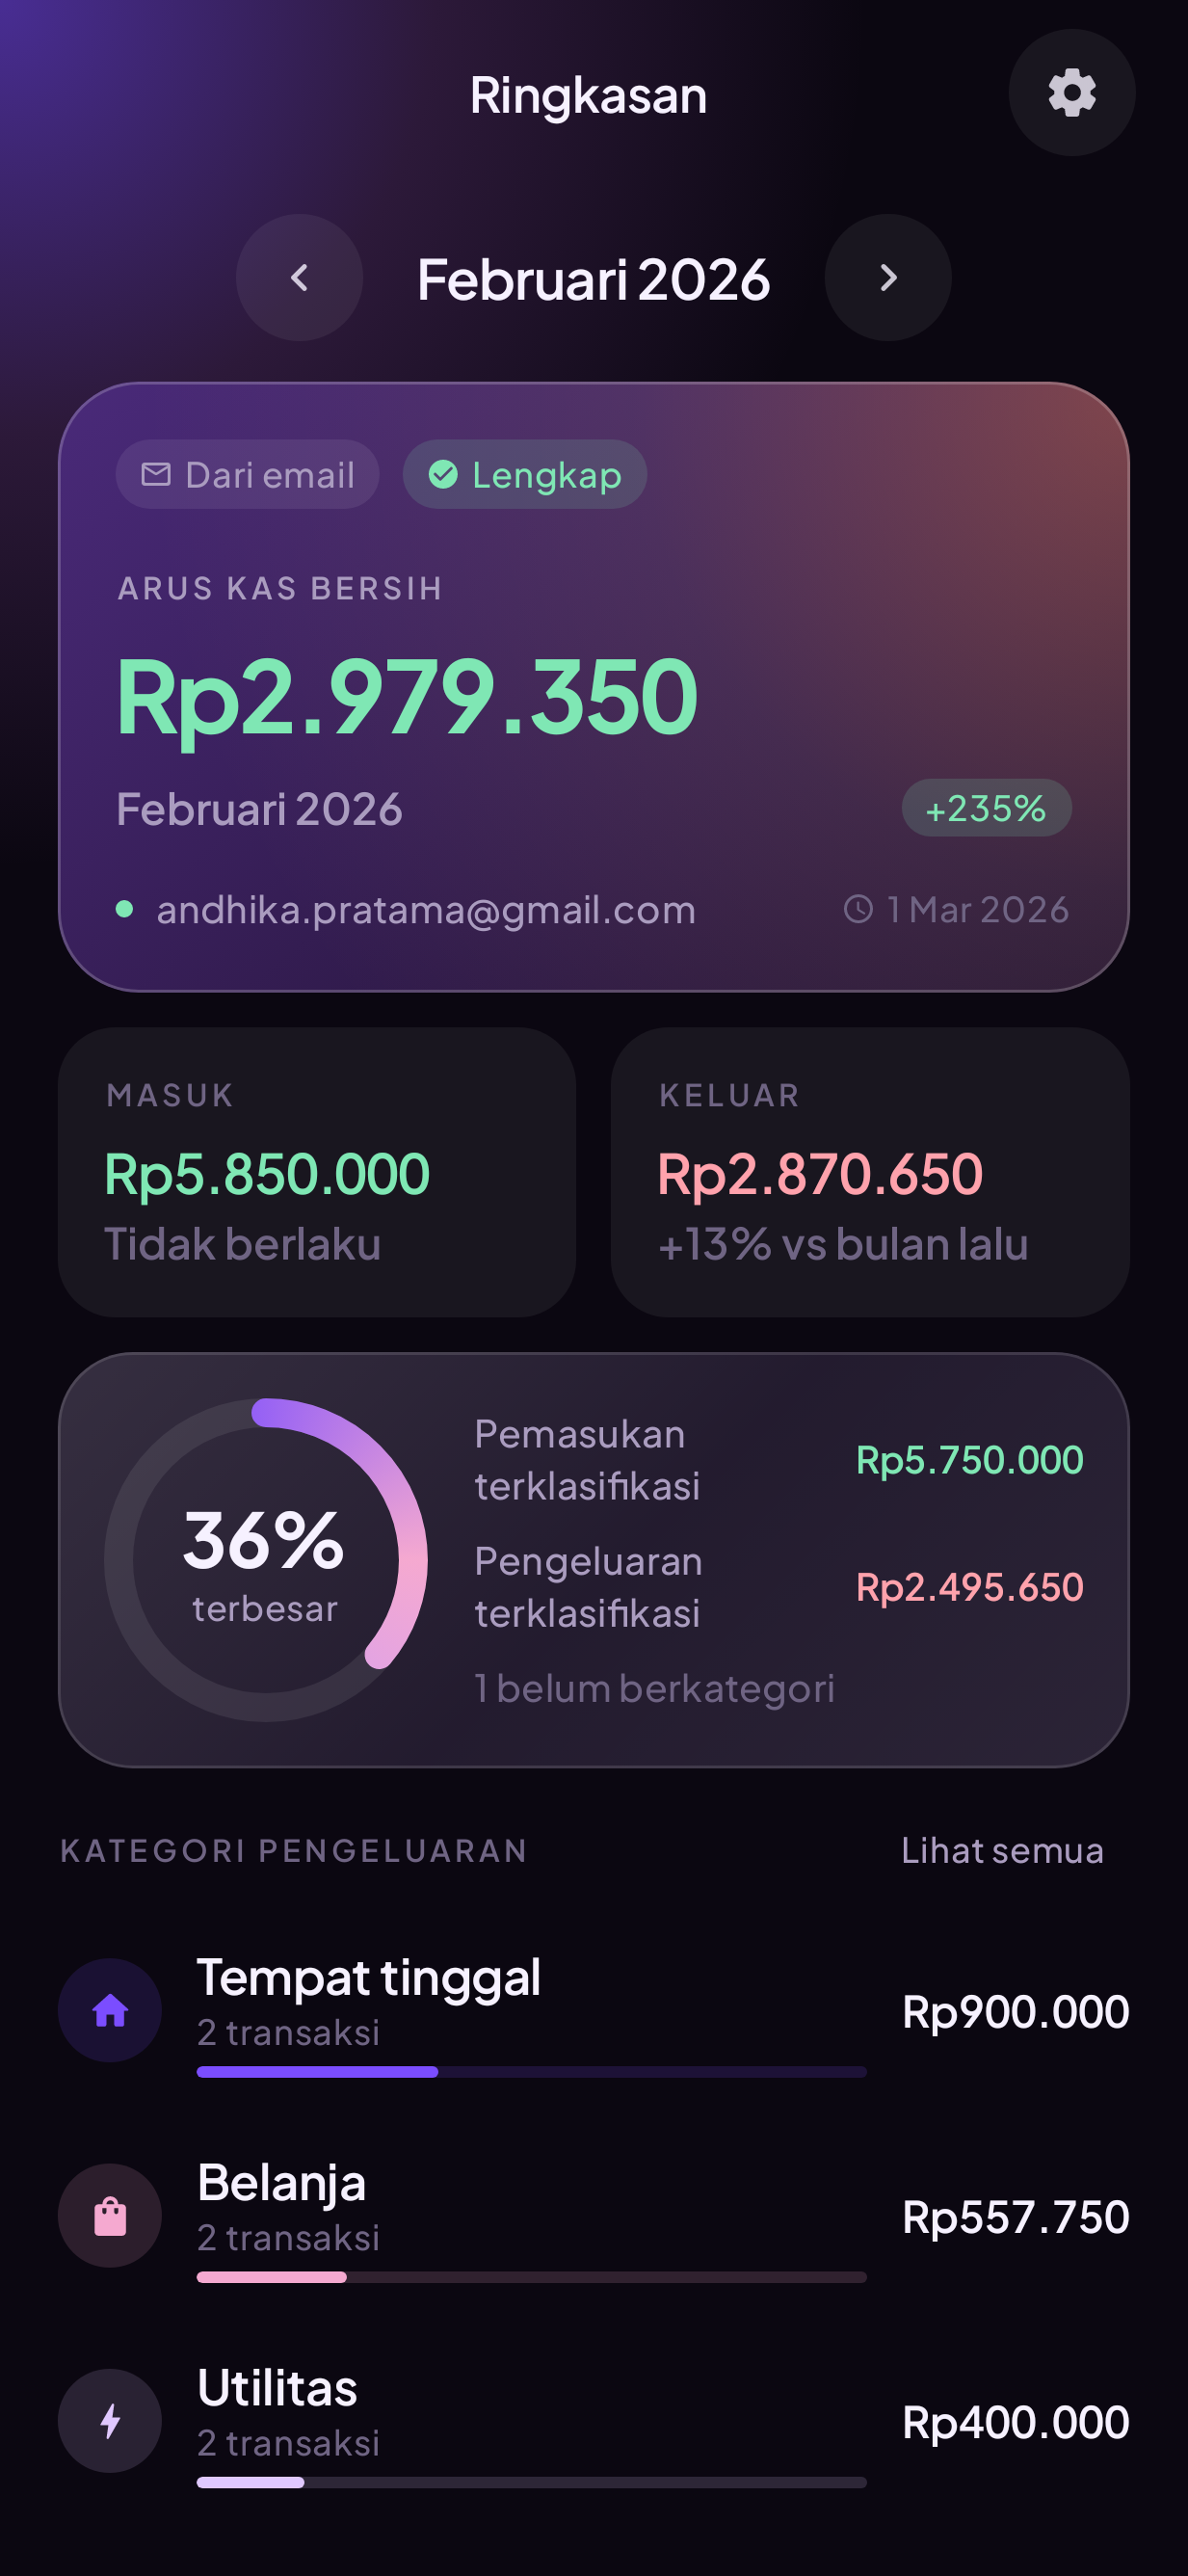 Ringkasan
Februari 2026
Dari email
Lengkap
ARUS KAS BERSIH
Rp2.979.350
Februari 2026
+235%
andhika.pratama@gmail.com
1 Mar 2026
MASUK
Rp5.850.000
Tidak berlaku
KELUAR
Rp2.870.650
+13% vs bulan lalu
36%
terbesar
Pemasukan
terklasifikasi
Rp5.750.000
Pengeluaran
terklasifikasi
Rp2.495.650
1 belum berkategori
KATEGORI PENGELUARAN
Lihat semua
Tempat tinggal
2 transaksi
Rp900.000
Belanja
2 transaksi
Rp557.750
Utilitas
2 transaksi
Rp400.000